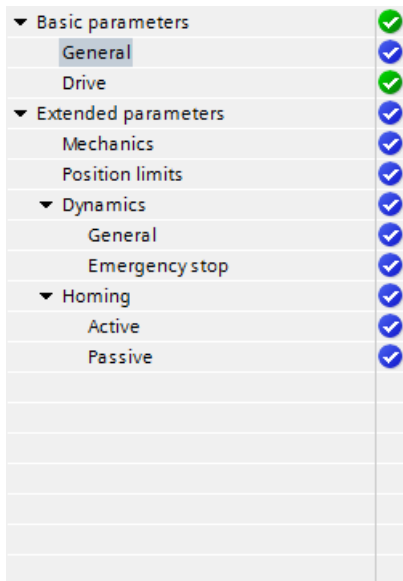 Basic parameters
General
Drive
Extended parameters
Mechanics
Position limits
Dynamics
General
Emergency stop
Homing
Active
Passive